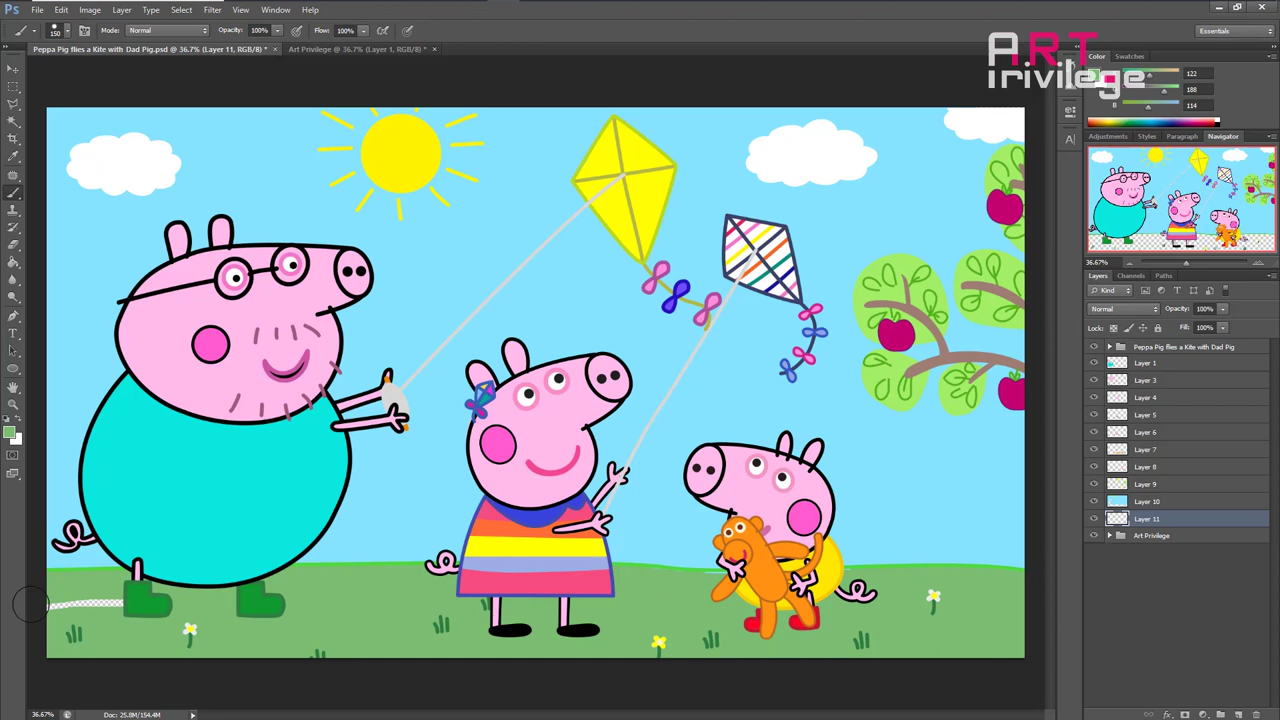 Ps File Edit Image Layer Type Select Filter View Window Help
150 Mode: Normal Opacity: 100% Flow: 100% Essentials
Peppa Pig flies a Kite with Dad Pig.psd @ 36.7% (Layer 11, RGB/8) * × Art Privilege @ 36.7% (Layer 1, RGB/8) * ×
ART
irivilege
Color Swatches
122
188
B 114
Adjustments Styles Paragraph Navigator
36.67%
Layers Channels Paths
Kind
Normal Opacity: 100%
Lock: Fill: 100%
Peppa Pig flies a Kite with Dad Pig
Layer 1
Layer 3
Layer 4
Layer 5
Layer 6
Layer 7
Layer 8
Layer 9
Layer 10
Layer 11
Art Privilege
36.67% Doc: 25.8M/154.4M